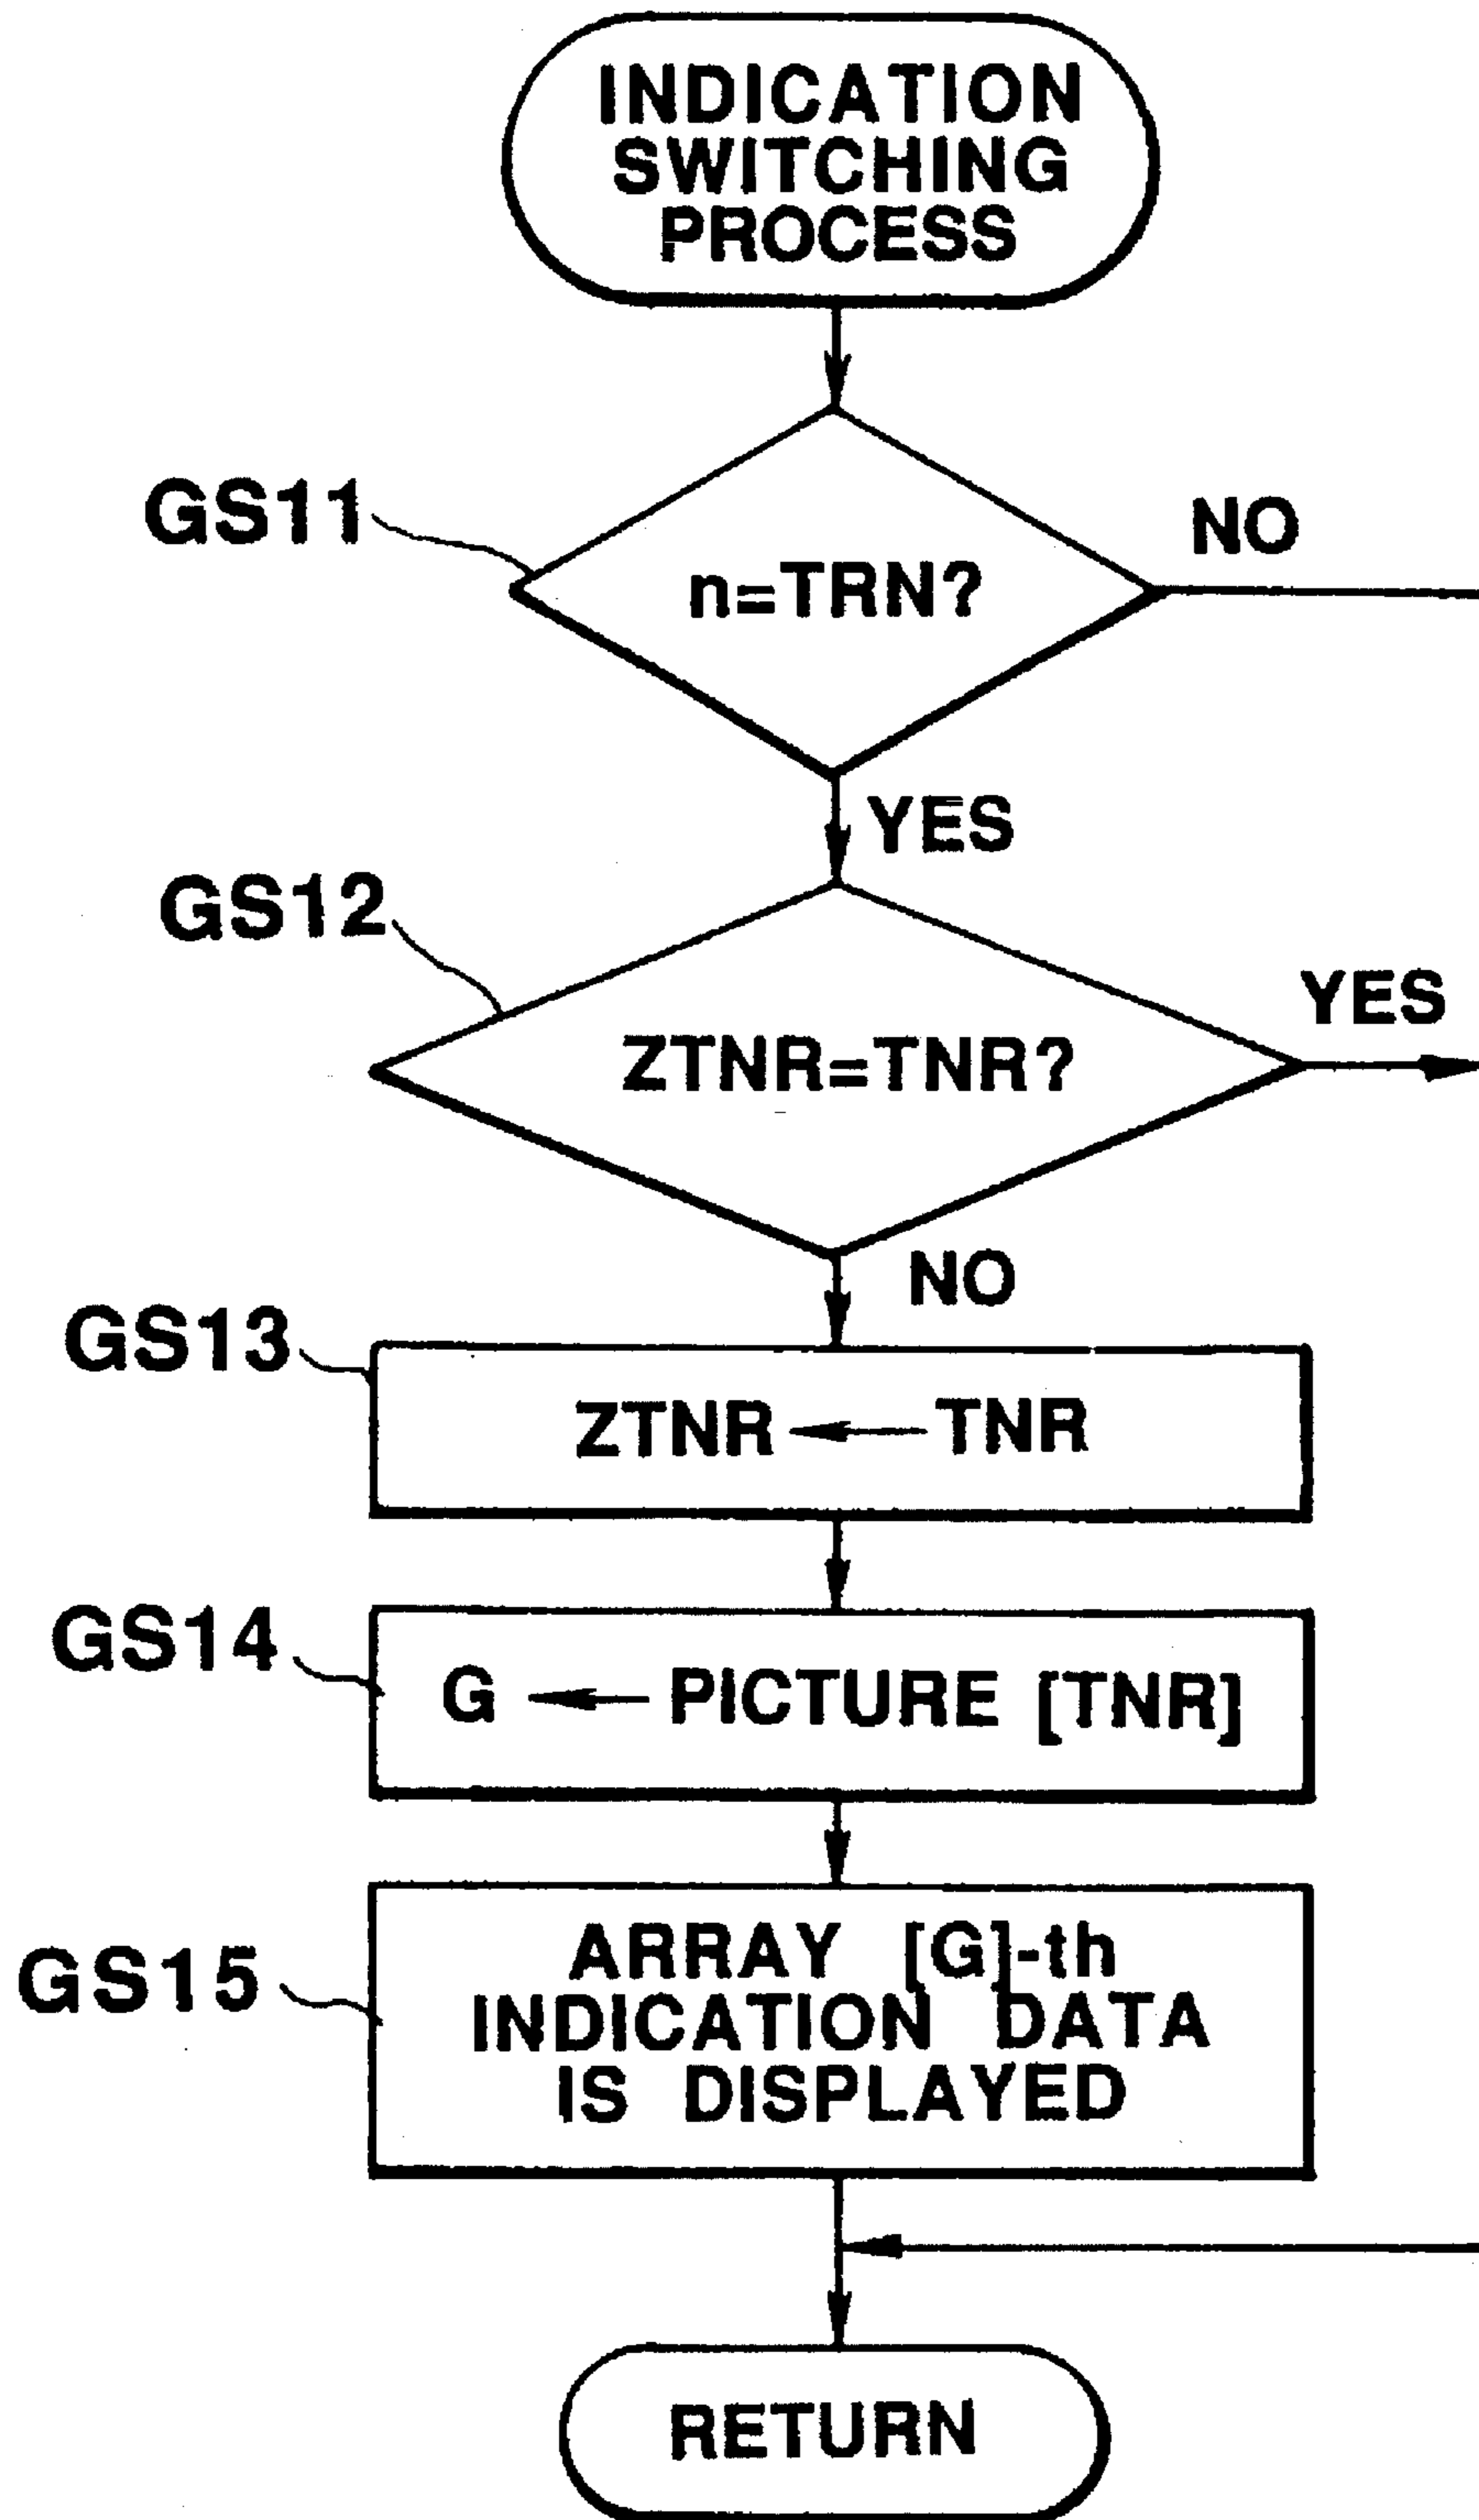 INDICATION
SWITCHING
PROCESS
GS11
n=TRN?
NO
YES
GS12
ZTNR=TNR?
YES
NO
GS13
ZTNR ← TNR
GS14
G ← PICTURE [TNR]
GS15
ARRAY [G]-th
INDICATION DATA
IS DISPLAYED
RETURN